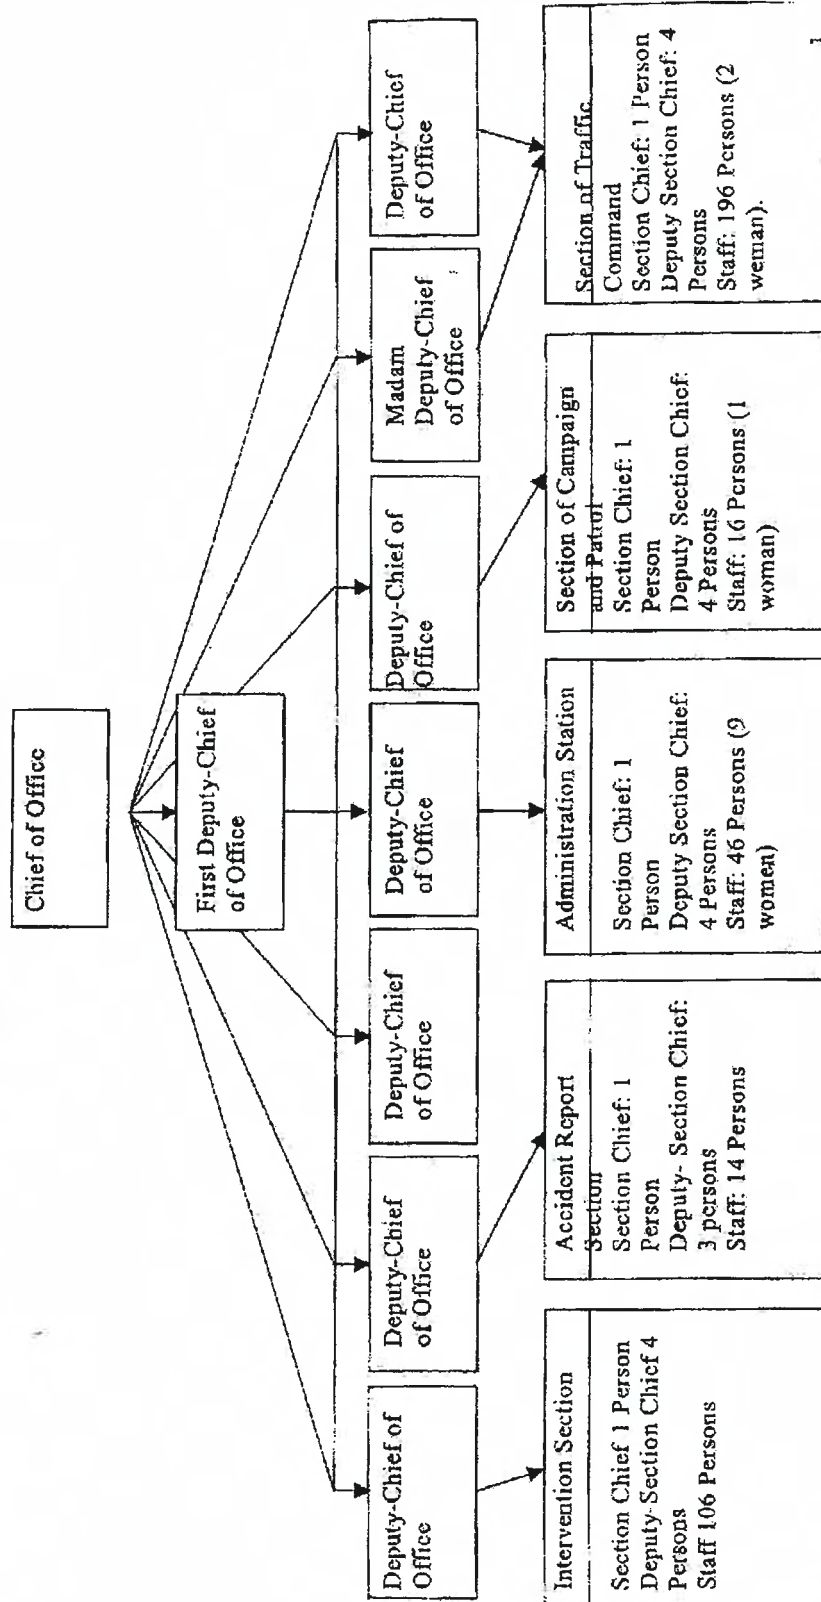 Chief of Office
First Deputy-Chief
of Office
Deputy-Chief of
Office
Deputy-Chief
of Office
Deputy-Chief
of Office
Deputy-Chief
of Office
Deputy-Chief of
Office
Madam
Deputy-Chief
of Office
Deputy-Chief
of Office
Intervention Section
Section Chief 1 Person
Deputy-Section Chief 4
Persons
Staff 106 Persons
Accident Report
Section
Section Chief: 1
Person
Deputy- Section Chief:
3 persons
Staff: 14 Persons
Administration Station
Section Chief: 1
Person
Deputy Section Chief:
4 Persons
Staff: 46 Persons (9
women)
Section of Campaign
and Patrol
Section Chief: 1
Person
Deputy Section Chief:
4 Persons
Staff: 16 Persons (1
woman)
Section of Traffic
Command
Section Chief: 1 Person
Deputy Section Chief: 4
Persons
Staff: 196 Persons (2
weman).
1